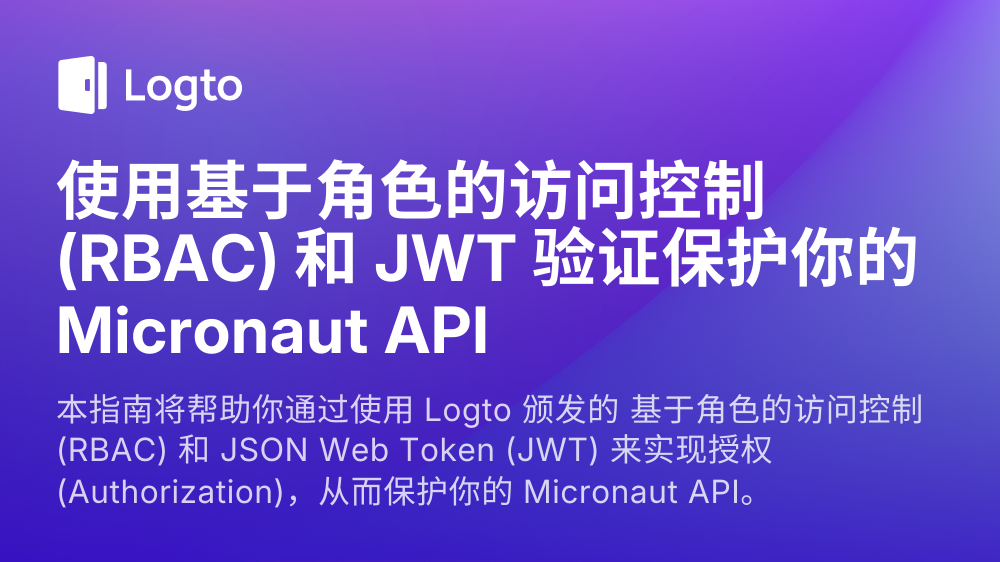 Logto
使用基于角色的访问控制
(RBAC) 和 JWT 验证保护你的
Micronaut API
本指南将帮助你通过使用 Logto 颁发的 基于角色的访问控制
(RBAC) 和 JSON Web Token (JWT) 来实现授权
(Authorization)，从而保护你的 Micronaut API。